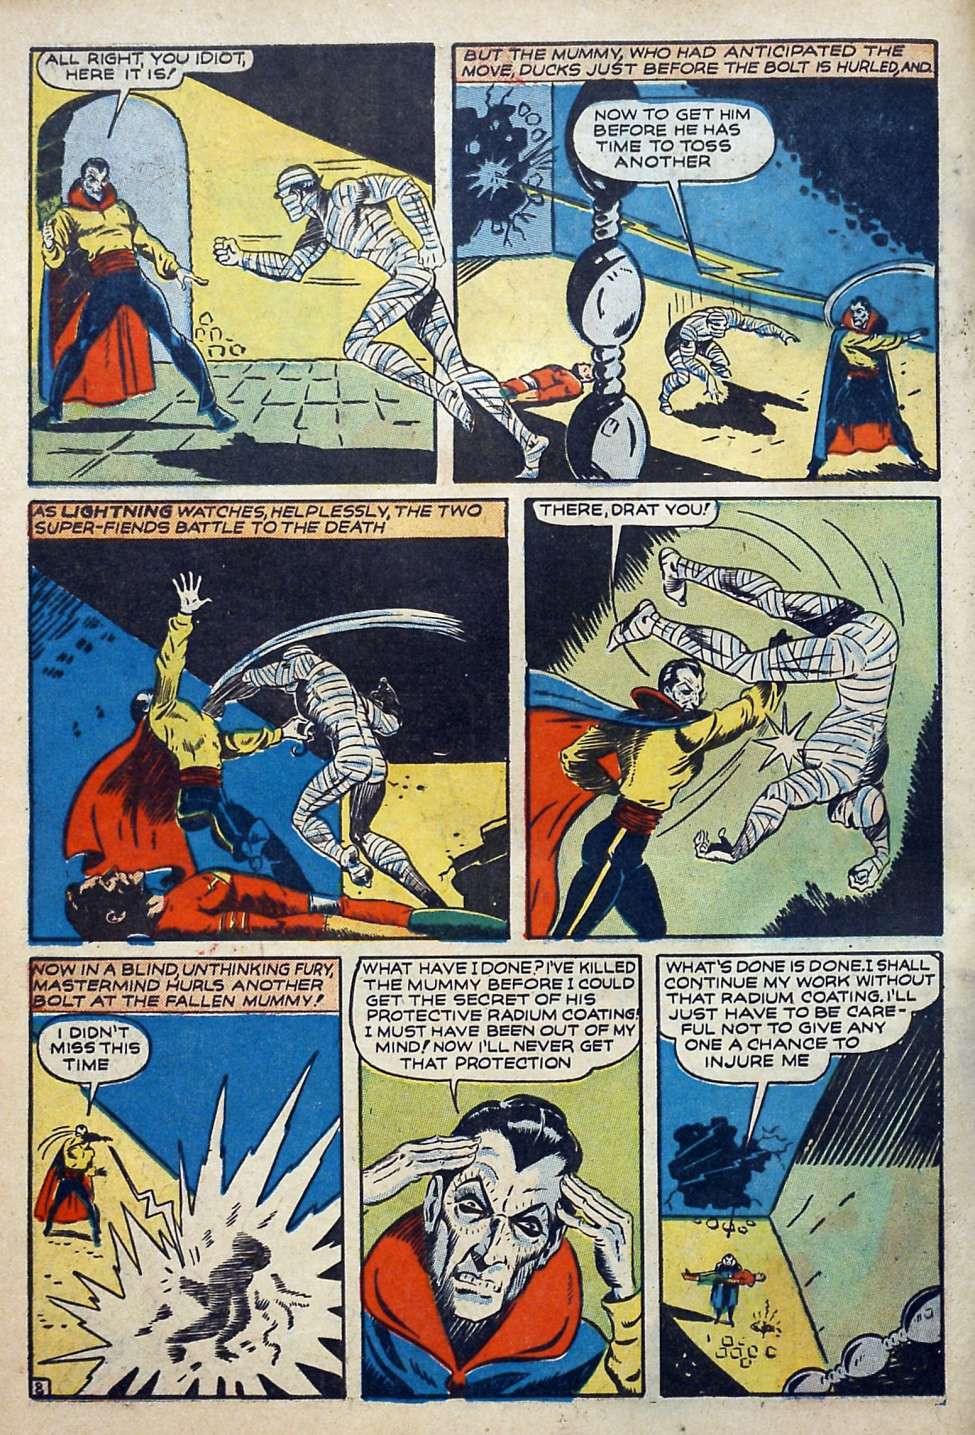 ALL RIGHT, YOU IDIOT,
HERE IT IS!
BUT THE MUMMY, WHO HAD ANTICIPATED THE
MOVE, DUCKS JUST BEFORE THE BOLT IS HURLED, AND.
NOW TO GET HIM
BEFORE HE HAS
TIME TO TOSS
ANOTHER
AS LIGHTNING WATCHES, HELPLESSLY, THE TWO
SUPER-FIENDS BATTLE TO THE DEATH
THERE, DRAT YOU!
NOW IN A BLIND, UNTHINKING FURY,
MASTERMIND HURLS ANOTHER
BOLT AT THE FALLEN MUMMY!
I DIDN'T
MISS THIS
TIME
WHAT HAVE I DONE? I'VE KILLED
THE MUMMY BEFORE I COULD
GET THE SECRET OF HIS
PROTECTIVE RADIUM COATING!
I MUST HAVE BEEN OUT OF MY
MIND! NOW I'LL NEVER GET
THAT PROTECTION
WHAT'S DONE IS DONE. I SHALL
CONTINUE MY WORK WITHOUT
THAT RADIUM COATING. I'LL
JUST HAVE TO BE CARE-
FUL NOT TO GIVE ANY
ONE A CHANCE TO
INJURE ME
8